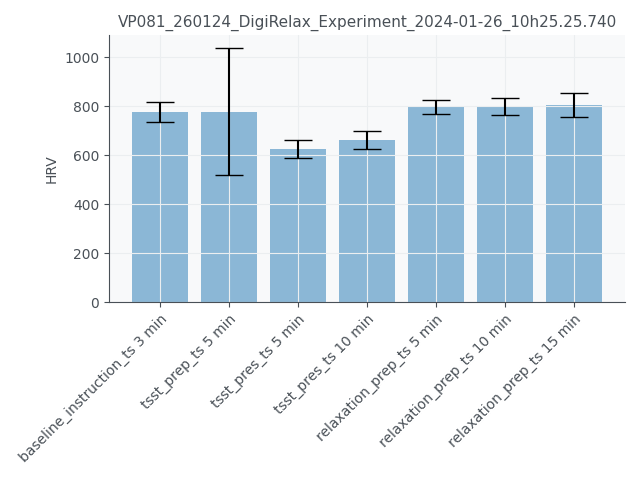 VP081_260124_DigiRelax_Experiment_2024-01-26_10h25.25.740
1000
800
600
400
200
0
HRV
baseline_instruction_ts 3 min
tsst_prep_ts 5 min
tsst_pres_ts 5 min
tsst_pres_ts 10 min
relaxation_prep_ts 5 min
relaxation_prep_ts 10 min
relaxation_prep_ts 15 min